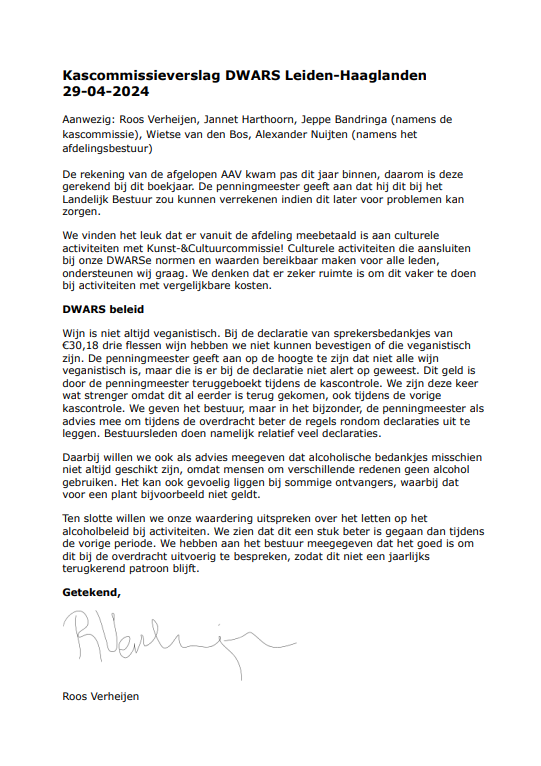 Kascommissieverslag DWARS Leiden-Haaglanden
29-04-2024
Aanwezig: Roos Verheijen, Jannet Harthoorn, Jeppe Bandringa (namens de
kascommissie), Wietse van den Bos, Alexander Nuijten (namens het
afdelingsbestuur)
De rekening van de afgelopen AAV kwam pas dit jaar binnen, daarom is deze
gerekend bij dit boekjaar. De penningmeester geeft aan dat hij dit bij het
Landelijk Bestuur zou kunnen verrekenen indien dit later voor problemen kan
zorgen.
We vinden het leuk dat er vanuit de afdeling meebetaald is aan culturele
activiteiten met Kunst-&Cultuurcommissie! Culturele activiteiten die aansluiten
bij onze DWARSe normen en waarden bereikbaar maken voor alle leden,
ondersteunen wij graag. We denken dat er zeker ruimte is om dit vaker te doen
bij activiteiten met vergelijkbare kosten.
DWARS beleid
Wijn is niet altijd veganistisch. Bij de declaratie van sprekersbedankjes van
€30,18 drie flessen wijn hebben we niet kunnen bevestigen of die veganistisch
zijn. De penningmeester geeft aan op de hoogte te zijn dat niet alle wijn
veganistisch is, maar die is er bij de declaratie niet alert op geweest. Dit geld is
door de penningmeester teruggeboekt tijdens de kascontrole. We zijn deze keer
wat strenger omdat dit al eerder is terug gekomen, ook tijdens de vorige
kascontrole. We geven het bestuur, maar in het bijzonder, de penningmeester als
advies mee om tijdens de overdracht beter de regels rondom declaraties uit te
leggen. Bestuursleden doen namelijk relatief veel declaraties.
Daarbij willen we ook als advies meegeven dat alcoholische bedankjes misschien
niet altijd geschikt zijn, omdat mensen om verschillende redenen geen alcohol
gebruiken. Het kan ook gevoelig liggen bij sommige ontvangers, waarbij dat
voor een plant bijvoorbeeld niet geldt.
Ten slotte willen we onze waardering uitspreken over het letten op het
alcoholbeleid bij activiteiten. We zien dat dit een stuk beter is gegaan dan tijdens
de vorige periode. We hebben aan het bestuur meegegeven dat het goed is om
dit bij de overdracht uitvoerig te bespreken, zodat dit niet een jaarlijks
terugkerend patroon blijft.
Getekend,
RVerheijen
Roos Verheijen